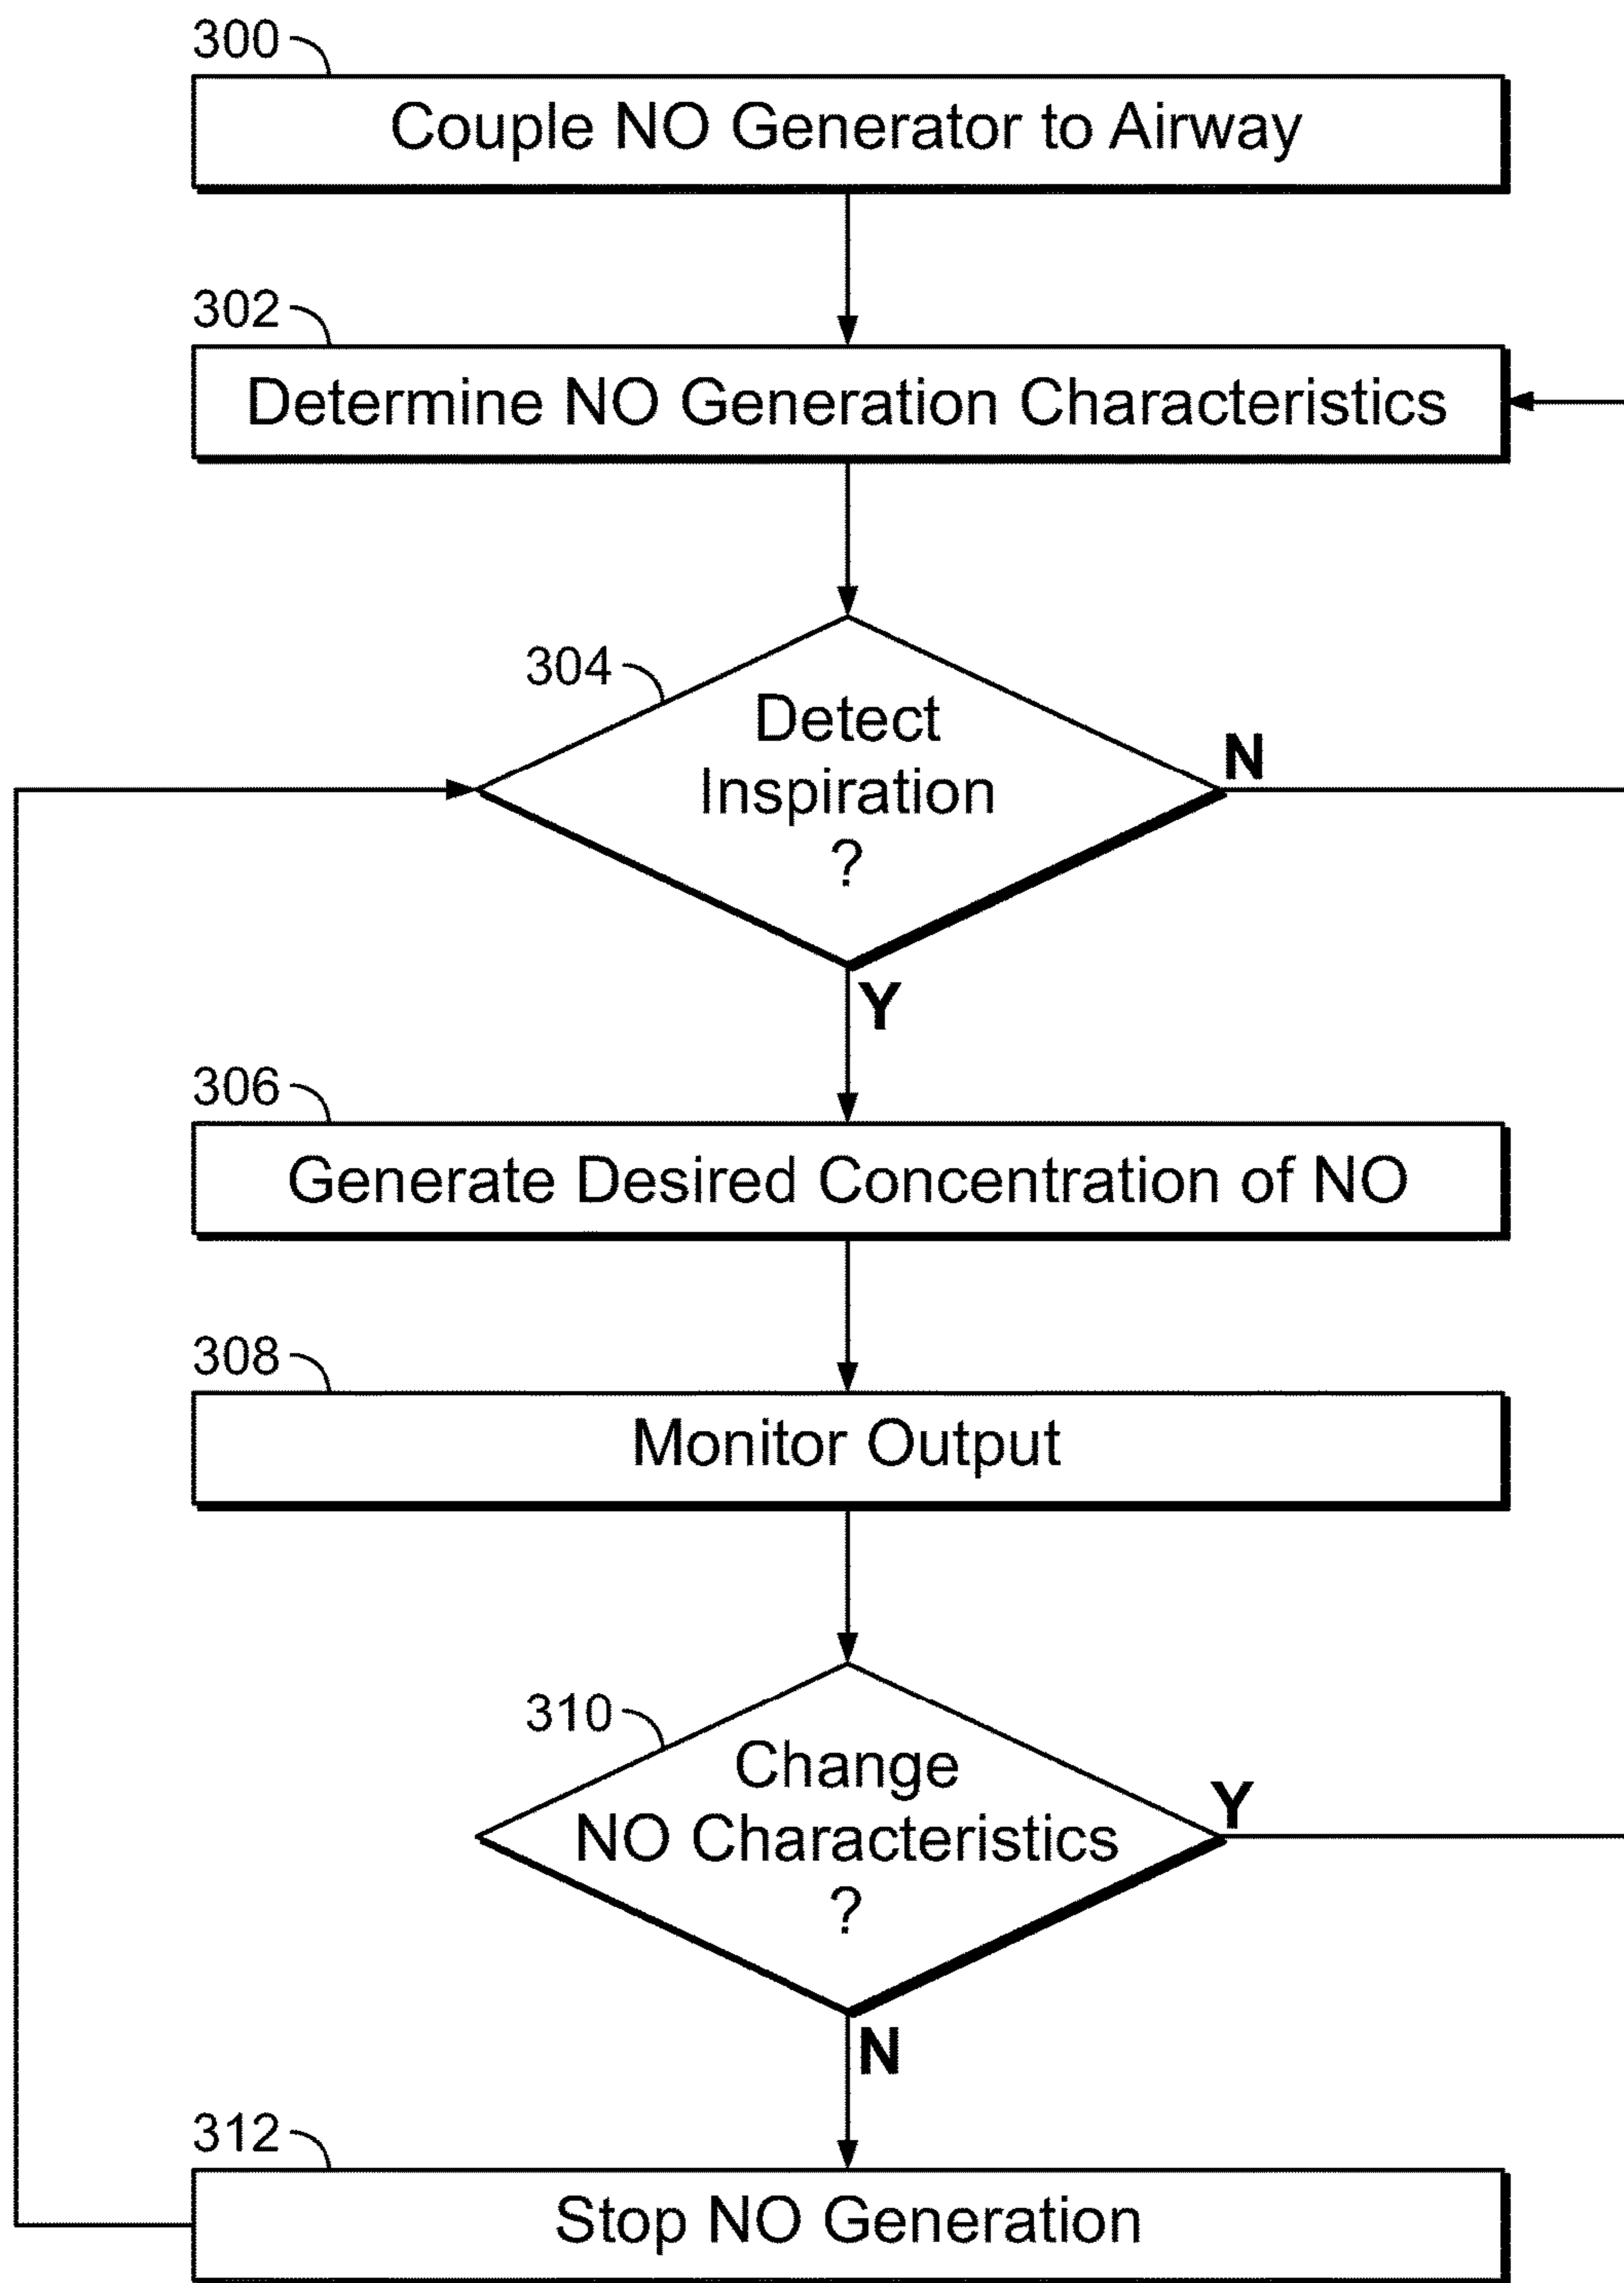 300
Couple NO Generator to Airway
302
Determine NO Generation Characteristics
304
Detect
Inspiration
?
N
Y
306
Generate Desired Concentration of NO
308
Monitor Output
310
Change
NO Characteristics
?
Y
N
312
Stop NO Generation